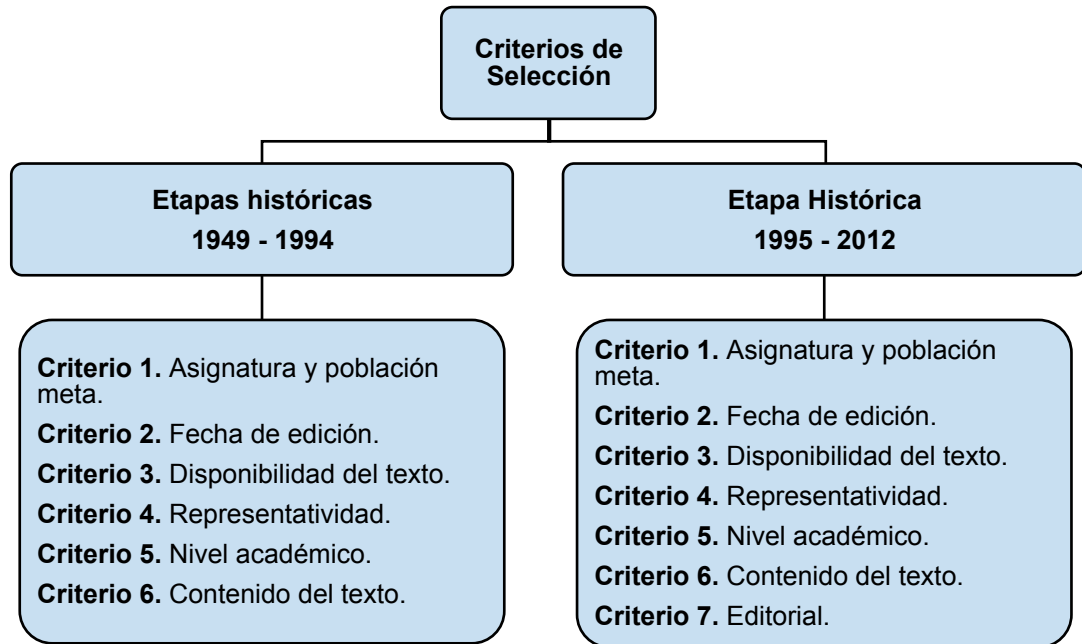 Criterios de
Selección
Etapas históricas
1949 - 1994
Etapa Histórica
1995 - 2012
Criterio 1. Asignatura y población
meta.
Criterio 2. Fecha de edición.
Criterio 3. Disponibilidad del texto.
Criterio 4. Representatividad.
Criterio 5. Nivel académico.
Criterio 6. Contenido del texto.
Criterio 1. Asignatura y población
meta.
Criterio 2. Fecha de edición.
Criterio 3. Disponibilidad del texto.
Criterio 4. Representatividad.
Criterio 5. Nivel académico.
Criterio 6. Contenido del texto.
Criterio 7. Editorial.